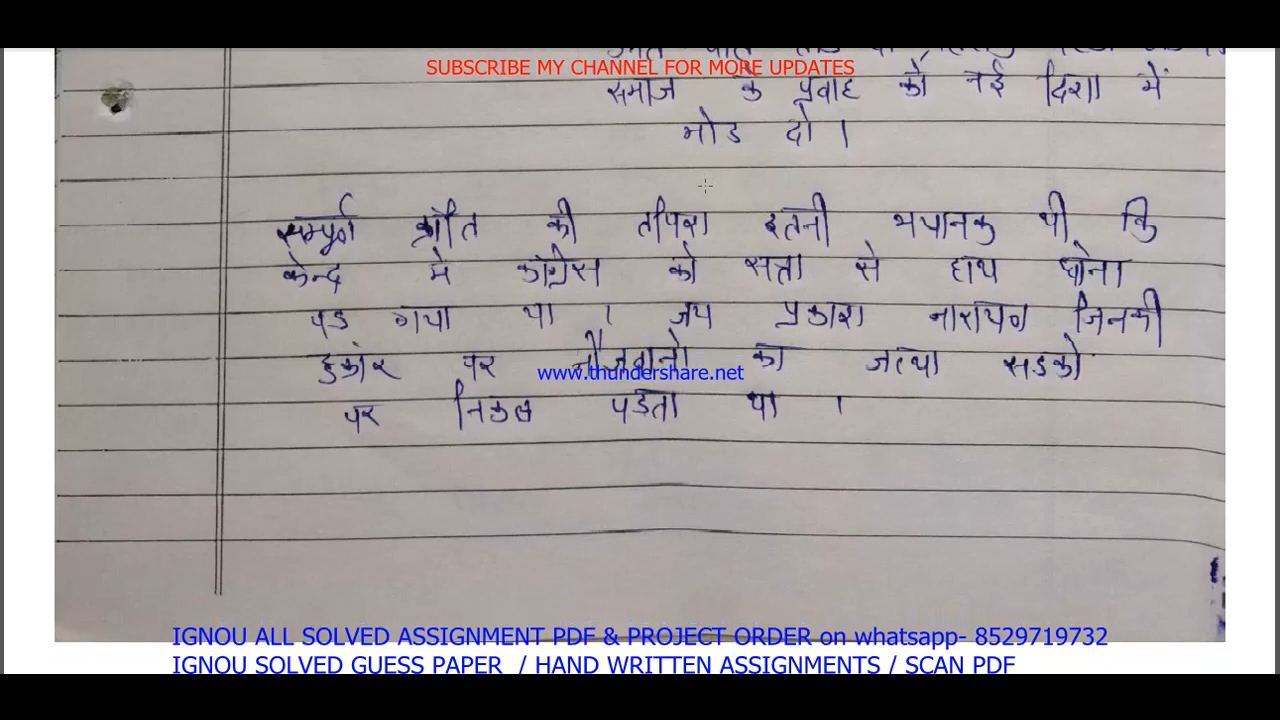 SUBSCRIBE MY CHANNEL FOR MORE UPDATES
समाज के प्रवाह को नई दिशा में
मोड दो ।
सम्पूर्ण क्राँति की तपिश इतनी भयानक थी कि
केन्द्र मे कांग्रेस को सत्ता से हाथ धोना
पड गया था । जय प्रकाश नारायण जिनकी
हुकांर पर नौजवानो का जत्था सडको
www.thundershare.net
पर निकल पडता था ।
IGNOU ALL SOLVED ASSIGNMENT PDF & PROJECT ORDER on whatsapp- 8529719732
IGNOU SOLVED GUESS PAPER / HAND WRITTEN ASSIGNMENTS / SCAN PDF